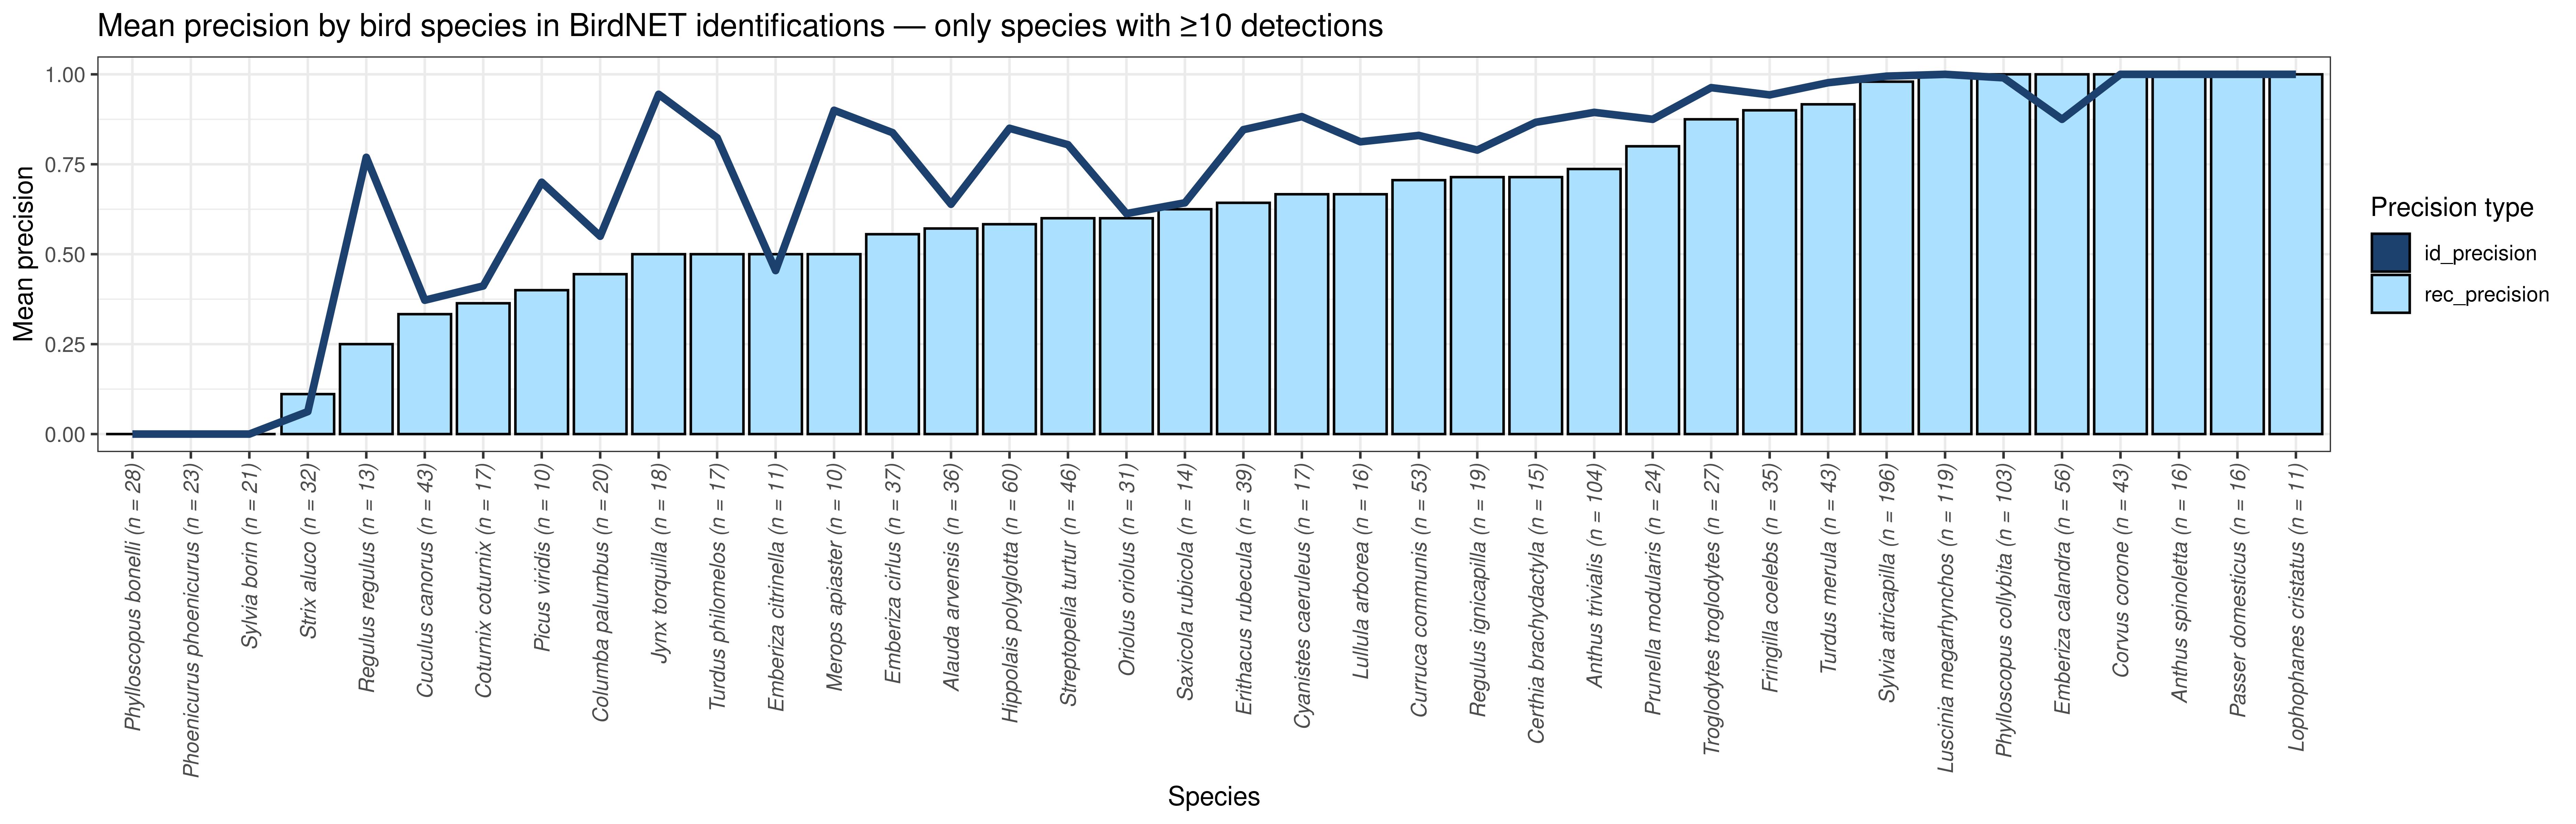 Mean precision by bird species in BirdNET identifications — only species with ≥10 detections
Mean precision
1.00
0.75
0.50
0.25
0.00
Phylloscopus bonelli (n = 28)
Phoenicurus phoenicurus (n = 23)
Sylvia borin (n = 21)
Strix aluco (n = 32)
Regulus regulus (n = 13)
Cuculus canorus (n = 43)
Coturnix coturnix (n = 17)
Picus viridis (n = 10)
Columba palumbus (n = 20)
Jynx torquilla (n = 18)
Turdus philomelos (n = 17)
Emberiza citrinella (n = 11)
Merops apiaster (n = 10)
Emberiza cirlus (n = 37)
Alauda arvensis (n = 36)
Hippolais polyglotta (n = 60)
Streptopelia turtur (n = 46)
Oriolus oriolus (n = 31)
Saxicola rubicola (n = 14)
Erithacus rubecula (n = 39)
Cyanistes caeruleus (n = 17)
Lullula arborea (n = 16)
Curruca communis (n = 53)
Regulus ignicapilla (n = 19)
Certhia brachydactyla (n = 15)
Anthus trivialis (n = 104)
Prunella modularis (n = 24)
Troglodytes troglodytes (n = 27)
Fringilla coelebs (n = 35)
Turdus merula (n = 43)
Sylvia atricapilla (n = 196)
Luscinia megarhynchos (n = 119)
Phylloscopus collybita (n = 103)
Emberiza calandra (n = 56)
Corvus corone (n = 43)
Anthus spinoletta (n = 16)
Passer domesticus (n = 16)
Lophophanes cristatus (n = 11)
Species
Precision type
id_precision
rec_precision